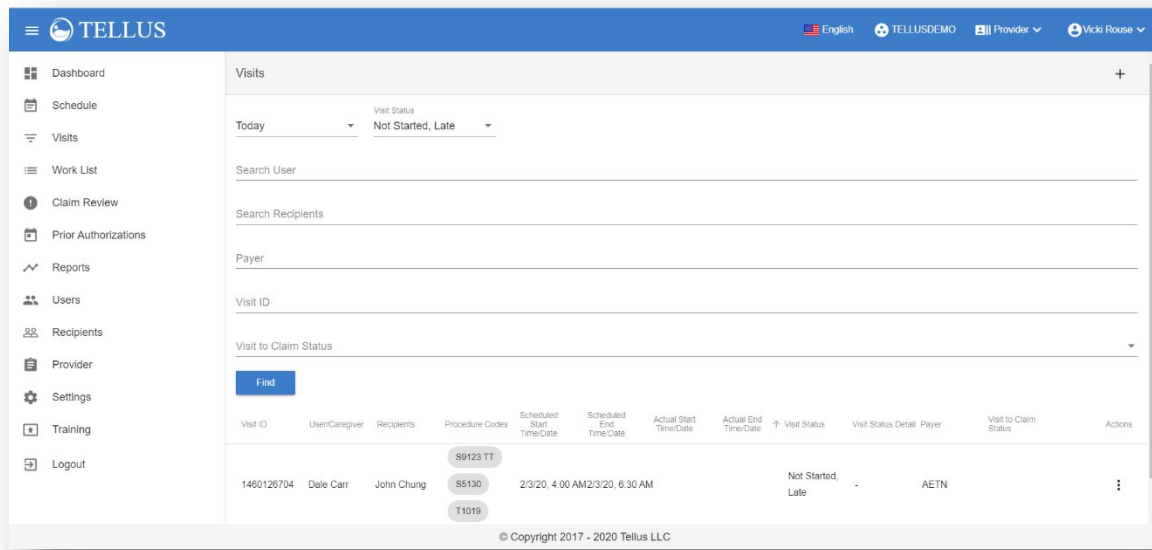 TELLUS
English TELLUSDEMO Provider Vicki Rouse
Dashboard
Schedule
Visits
Work List
Claim Review
Prior Authorizations
Reports
Users
Recipients
Provider
Settings
Training
Logout
Visits +
Visit Status
Today Not Started, Late
Search User
Search Recipients
Payer
Visit ID
Visit to Claim Status
Find
Visit ID User/Caregiver Recipients Procedure Codes Scheduled Start Time/Date Scheduled End Time/Date Actual Start Time/Date Actual End Time/Date Visit Status Visit Status Detail Payer Visit to Claim Status Actions
S9123 TT
1460126704 Dale Carr John Chung S5130 2/3/20, 4:00 AM 2/3/20, 6:30 AM Not Started, Late - AETN
T1019
© Copyright 2017 - 2020 Tellus LLC